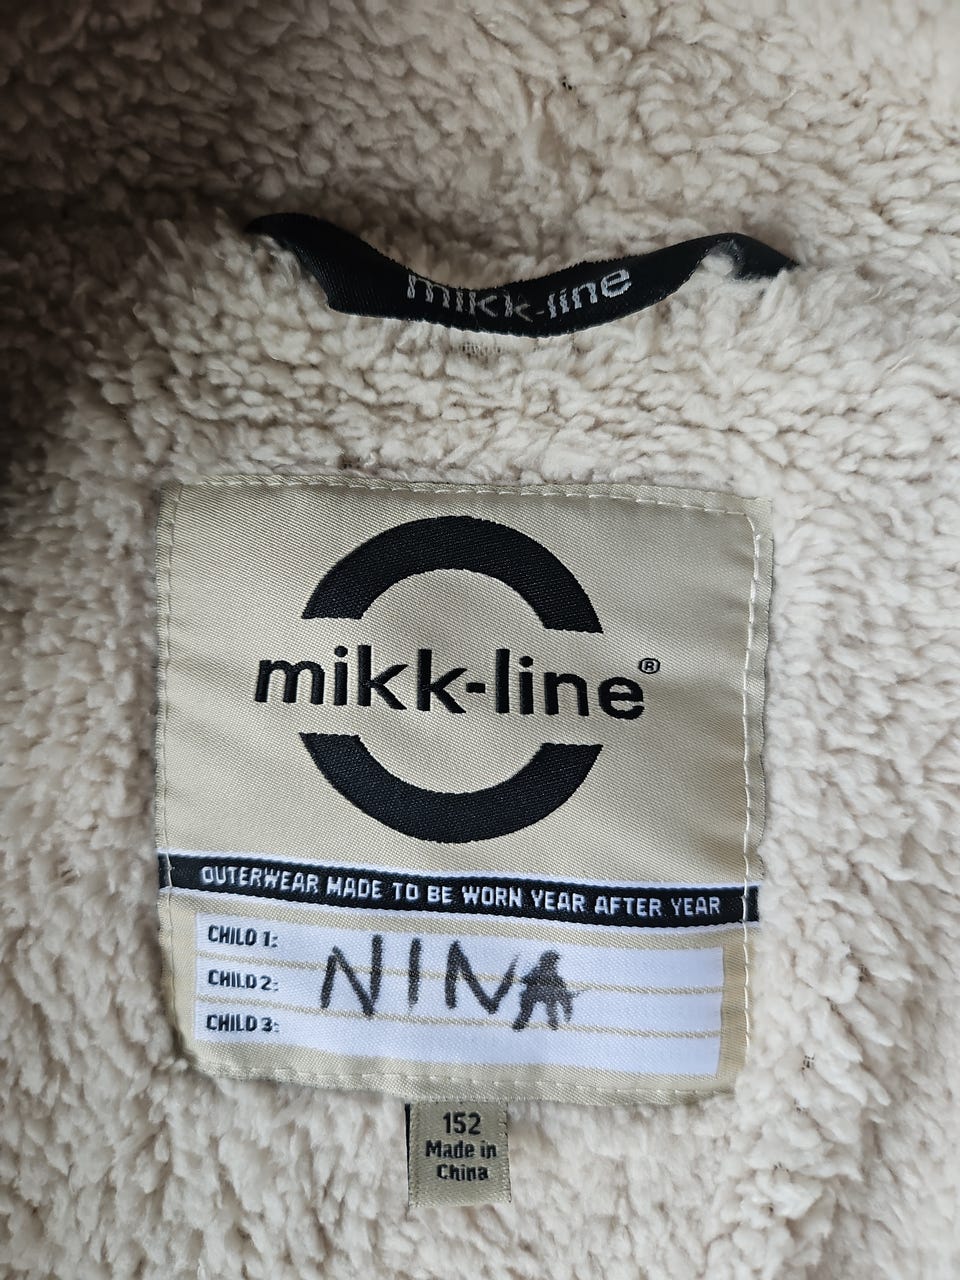 mikk-line
mikk-line®
OUTERWEAR MADE TO BE WORN YEAR AFTER YEAR
CHILD 1:
CHILD 2:
CHILD 3:
NINA
152
Made in
China